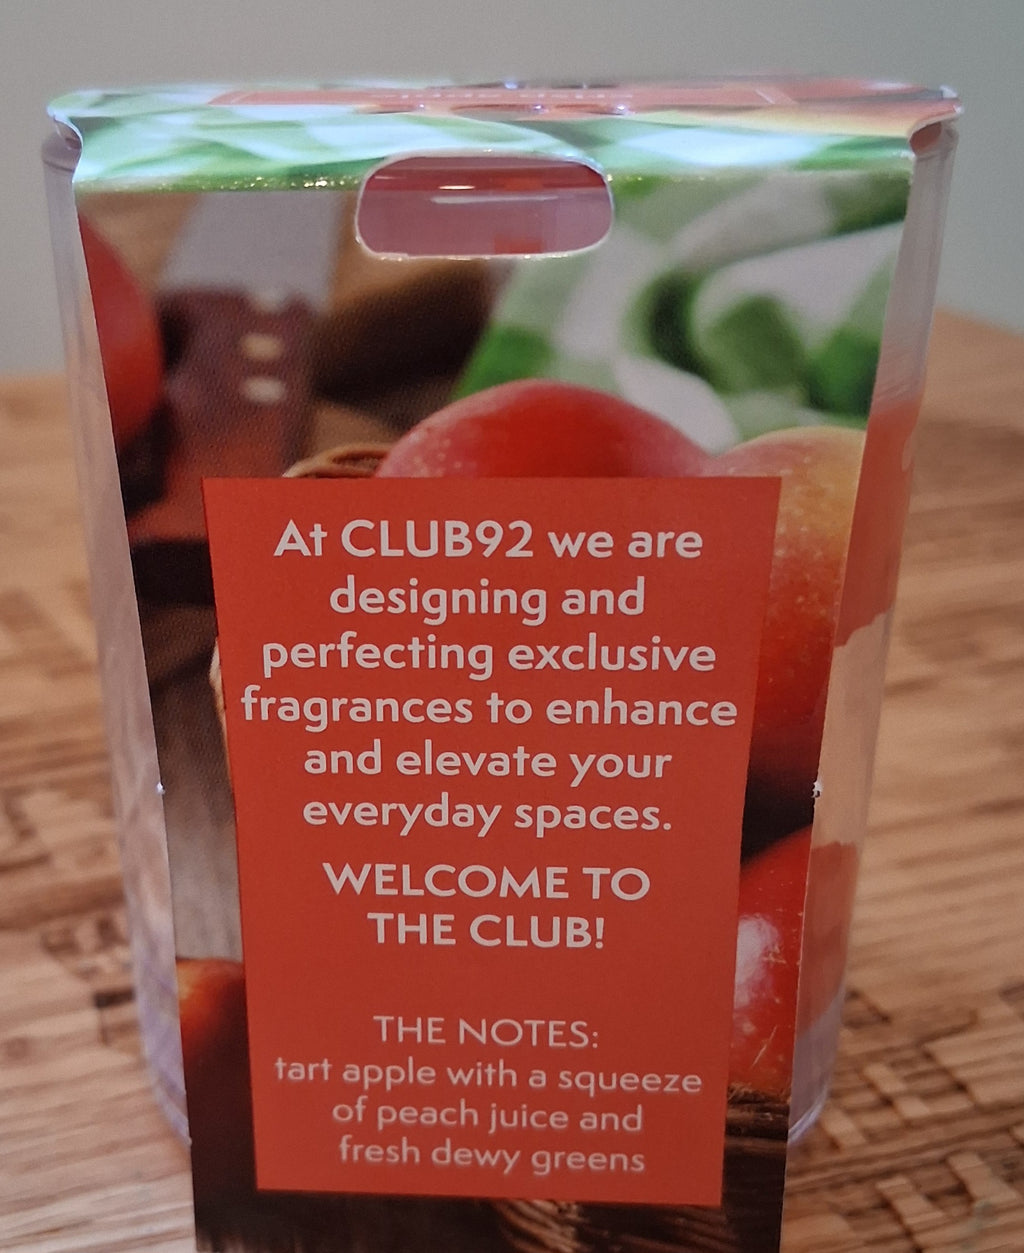 At CLUB92 we are
designing and
perfecting exclusive
fragrances to enhance
and elevate your
everyday spaces.
WELCOME TO
THE CLUB!
THE NOTES:
tart apple with a squeeze
of peach juice and
fresh dewy greens